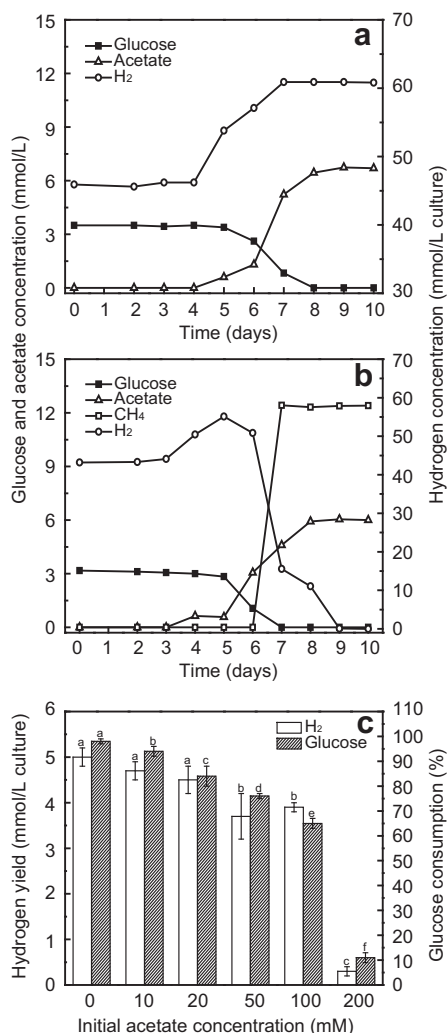 a
Glucose
Acetate
H2
15
12
9
6
3
0
70
60
50
40
30
0 1 2 3 4 5 6 7 8 9 10
Time (days)
Glucose and acetate concentration (mmol/L)
Hydrogen concentration (mmol/L culture)
b
Glucose
Acetate
CH4
H2
15
12
9
6
3
0
70
60
50
40
30
20
10
0
0 1 2 3 4 5 6 7 8 9 10
Time (days)
c
H2
Glucose
6
5
4
3
2
1
0
110
100
90
80
70
60
50
40
30
20
10
0
a a a b a c b d b e c f
Hydrogen yield (mmol/L culture)
Glucose consumption (%)
0 10 20 50 100 200
Initial acetate concentration (mM)